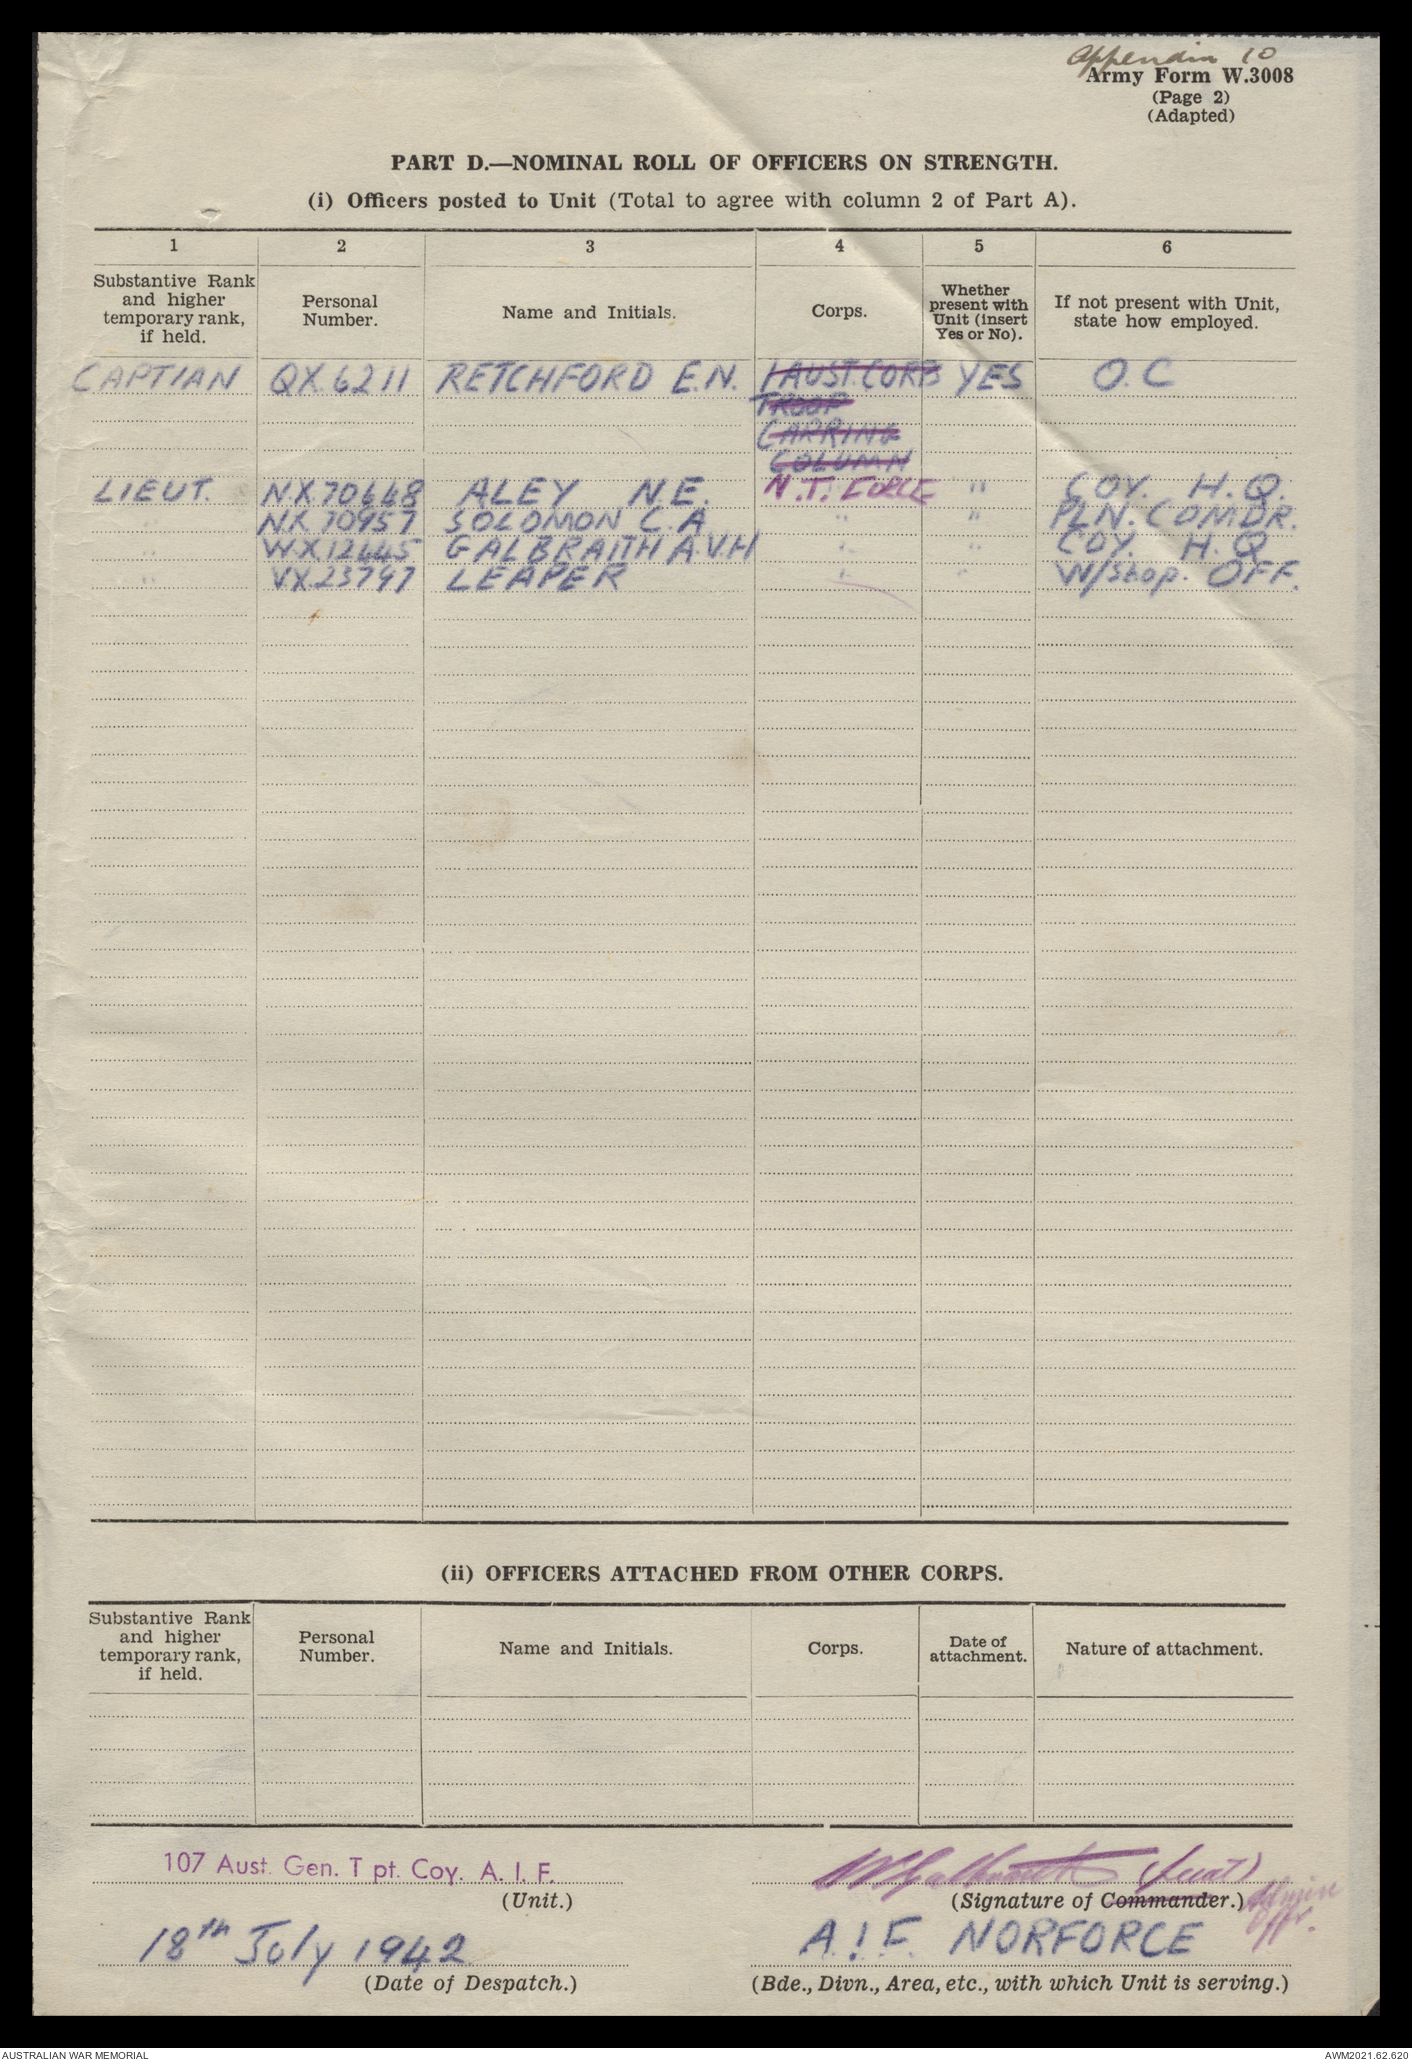 Appendix 10
Army Form W.3008
(Page 2)
(Adapted)
PART D.—NOMINAL ROLL OF OFFICERS ON STRENGTH.
(i) Officers posted to Unit (Total to agree with column 2 of Part A).
1 2 3 4 5 6
Substantive Rank and higher temporary rank, if held. Personal Number. Name and Initials. Corps. Whether present with Unit (insert Yes or No). If not present with Unit, state how employed.
CAPTIAN QX.6211 RETCHFORD E.N. 1 AUST.CORPS YES O.C
TROOP
CARRING
COLUMN
LIEUT. N.X.70648 ALEY N.E. N.T. FORCE " COY. H.Q.
" NX.70957 SOLOMON C.A " " PLN. COMDR.
" W.X.12445 GALBRAITH A.V.H " " COY. H.Q
" VX.23797 LEAPER " " W/Shop. OFF.
(ii) OFFICERS ATTACHED FROM OTHER CORPS.
Substantive Rank and higher temporary rank, if held. Personal Number. Name and Initials. Corps. Date of attachment. Nature of attachment.
107 Aust. Gen. T pt. Coy. A. I. F.
(Unit.)
(Lieut)
(Signature of Commander.) Admin Offr.
18th July 1942
(Date of Despatch.)
A.I.F. NORFORCE
(Bde., Divn., Area, etc., with which Unit is serving.)
AUSTRALIAN WAR MEMORIAL
AWM2021.62.620